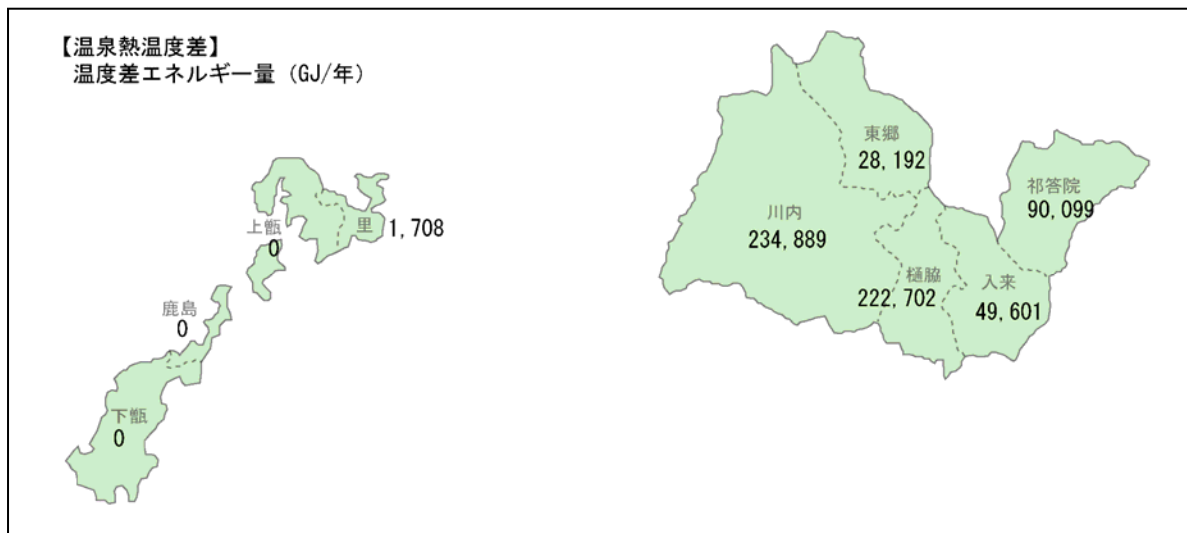 【温泉熱温度差】
温度差エネルギー量（GJ/年）
東郷
28,192
祁答院
90,099
川内
234,889
樋脇
222,702
入来
49,601
上甑
0
里
1,708
鹿島
0
下甑
0